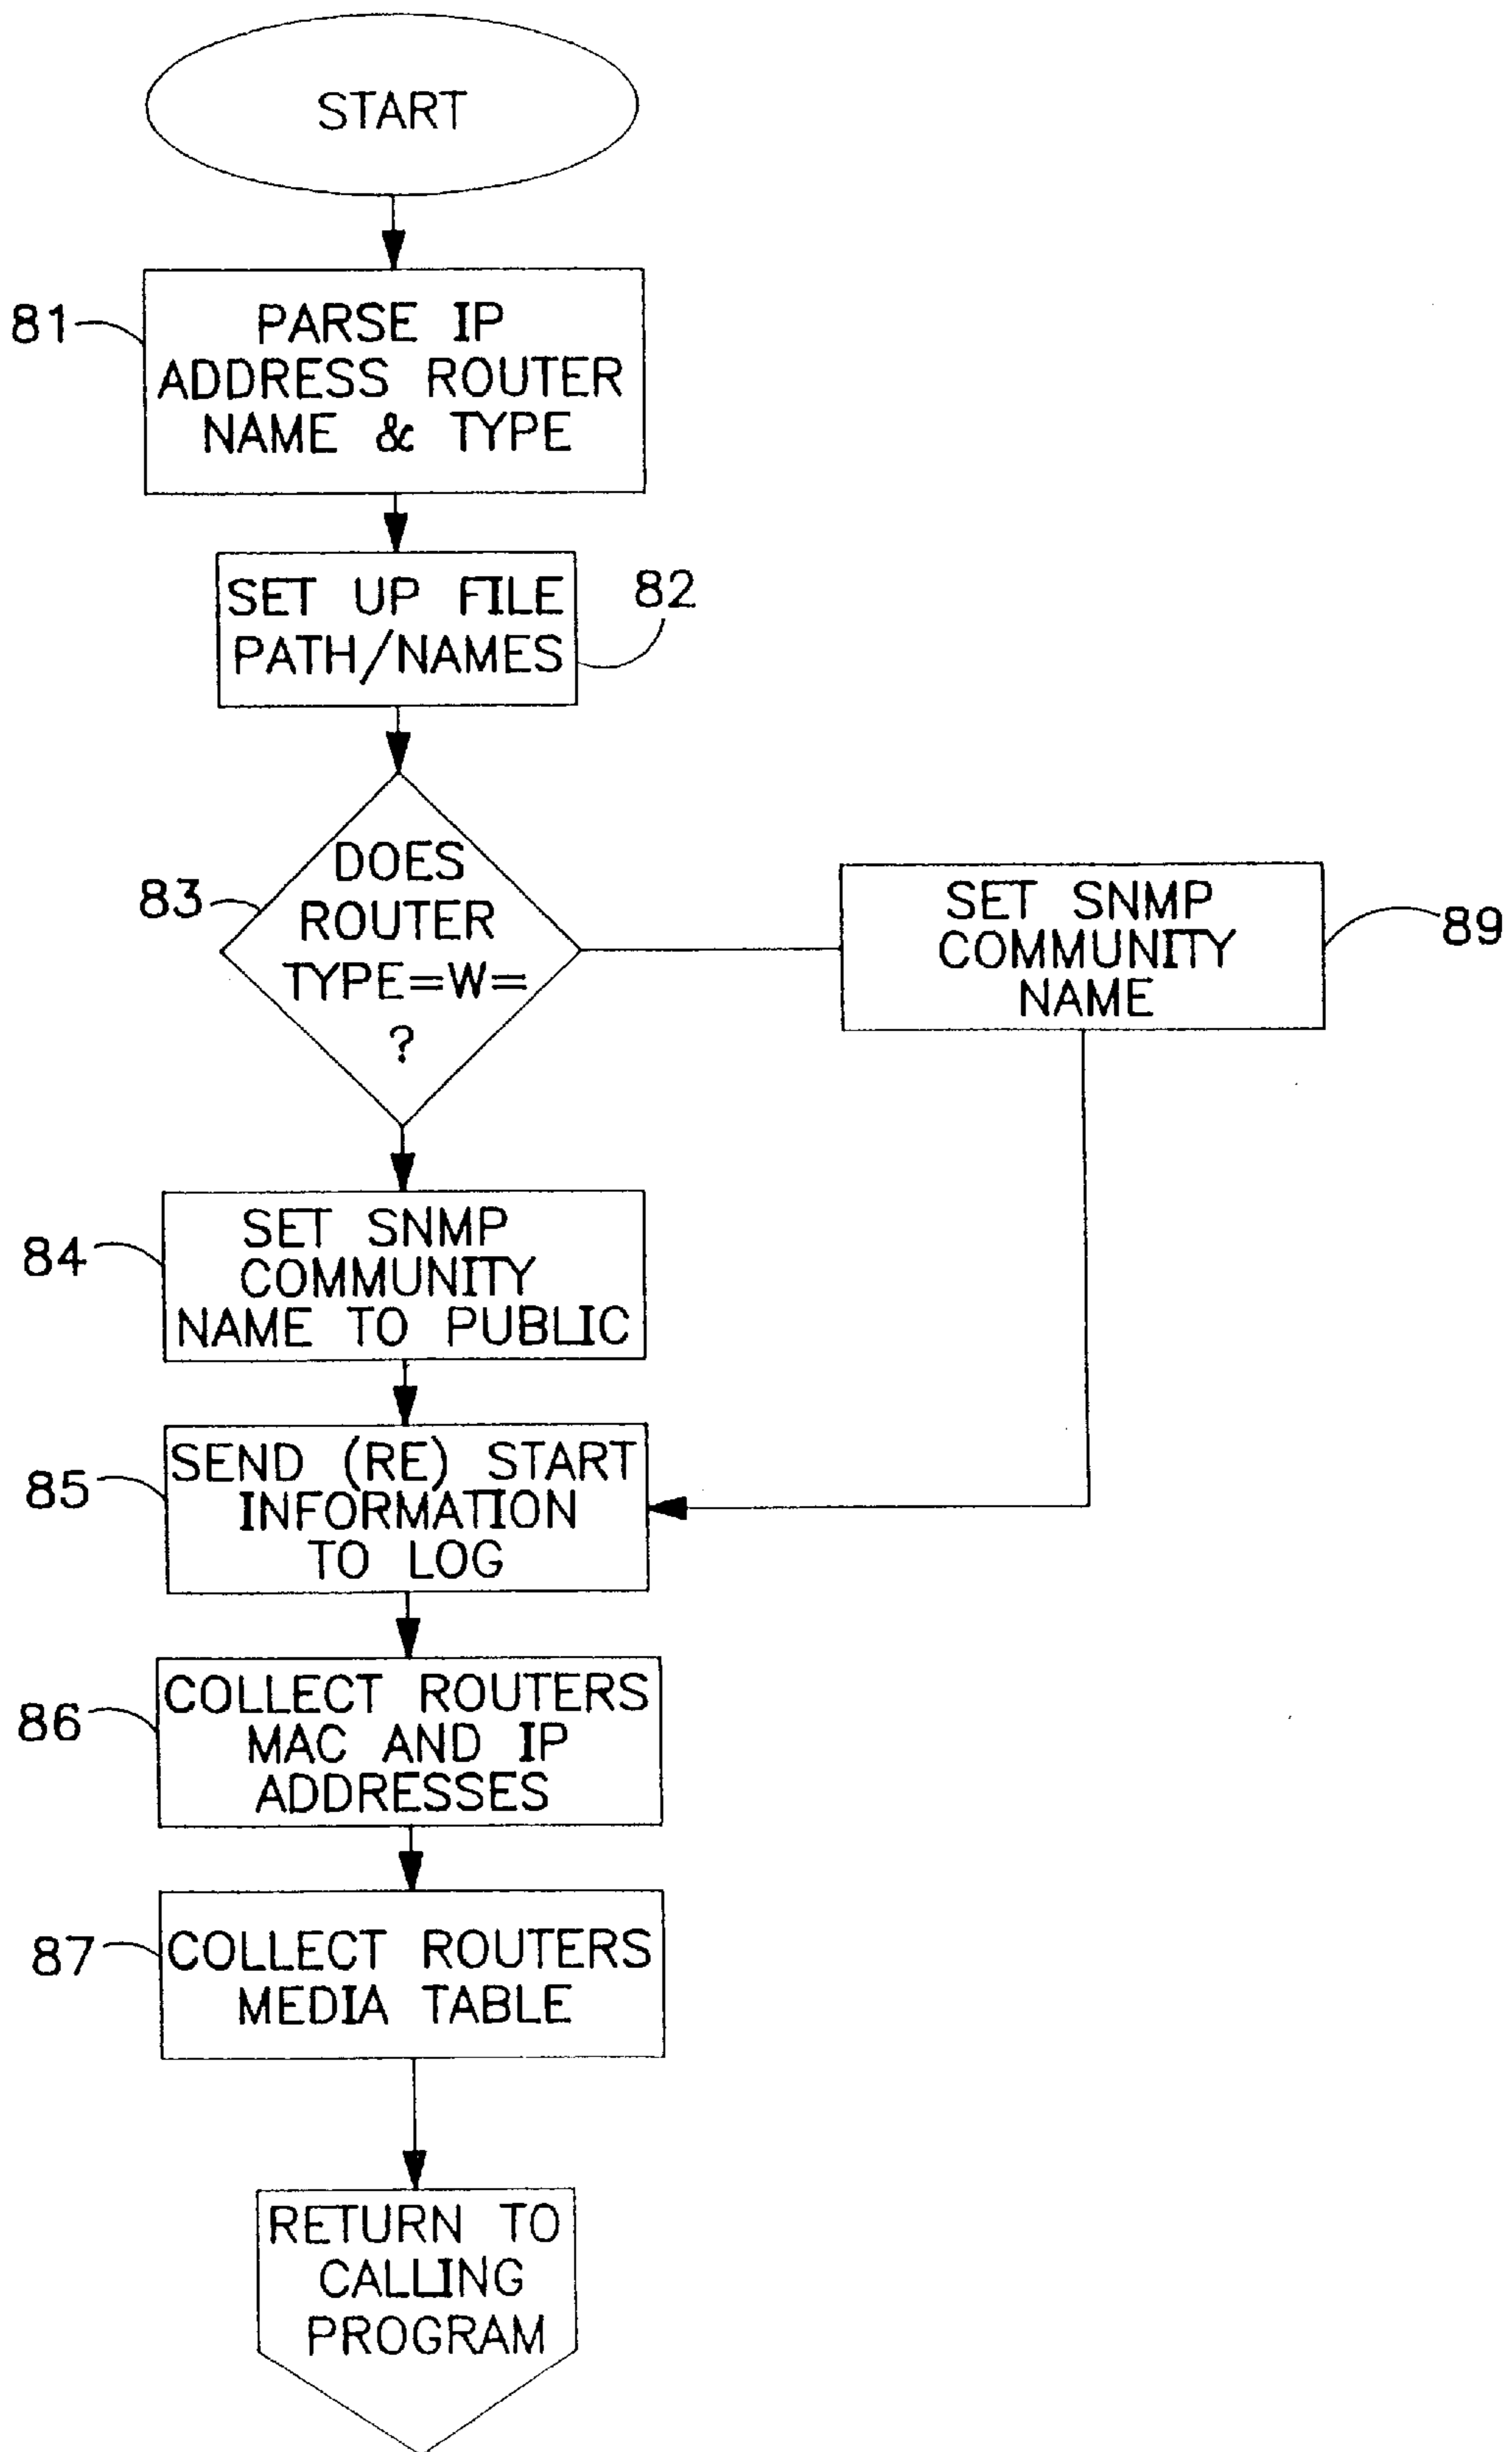 START
81
PARSE IP
ADDRESS ROUTER
NAME & TYPE
SET UP FILE
PATH/NAMES
82
83
DOES
ROUTER
TYPE=W=
?
SET SNMP
COMMUNITY
NAME
89
84
SET SNMP
COMMUNITY
NAME TO PUBLIC
85
SEND (RE) START
INFORMATION
TO LOG
86
COLLECT ROUTERS
MAC AND IP
ADDRESSES
87
COLLECT ROUTERS
MEDIA TABLE
RETURN TO
CALLING
PROGRAM